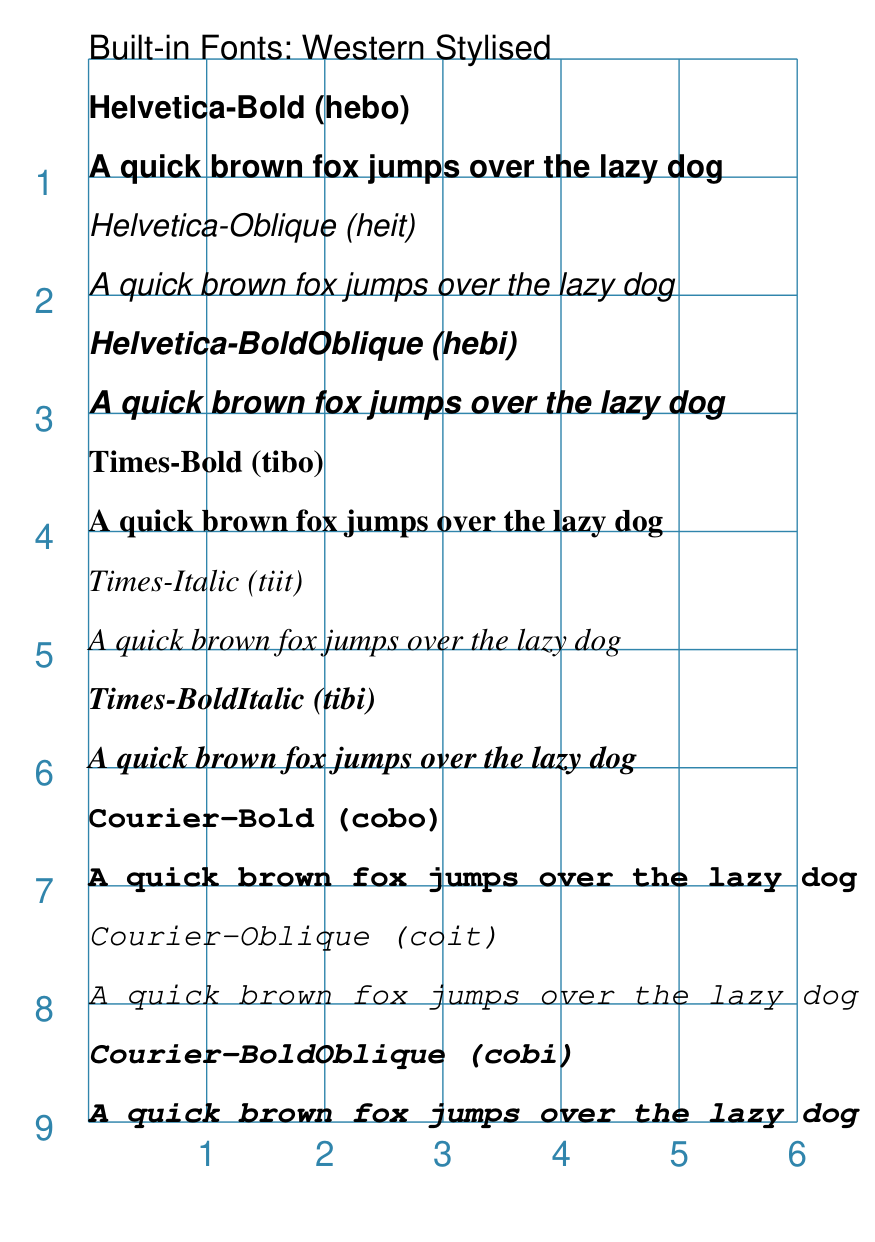 Built-in Fonts: Western Stylised
Helvetica-Bold (hebo)
A quick brown fox jumps over the lazy dog
1
Helvetica-Oblique (heit)
A quick brown fox jumps over the lazy dog
2
Helvetica-BoldOblique (hebi)
A quick brown fox jumps over the lazy dog
3
Times-Bold (tibo)
A quick brown fox jumps over the lazy dog
4
Times-Italic (tiit)
A quick brown fox jumps over the lazy dog
5
Times-BoldItalic (tibi)
A quick brown fox jumps over the lazy dog
6
Courier-Bold (cobo)
A quick brown fox jumps over the lazy dog
7
Courier-Oblique (coit)
A quick brown fox jumps over the lazy dog
8
Courier-BoldOblique (cobi)
A quick brown fox jumps over the lazy dog
9
1 2 3 4 5 6